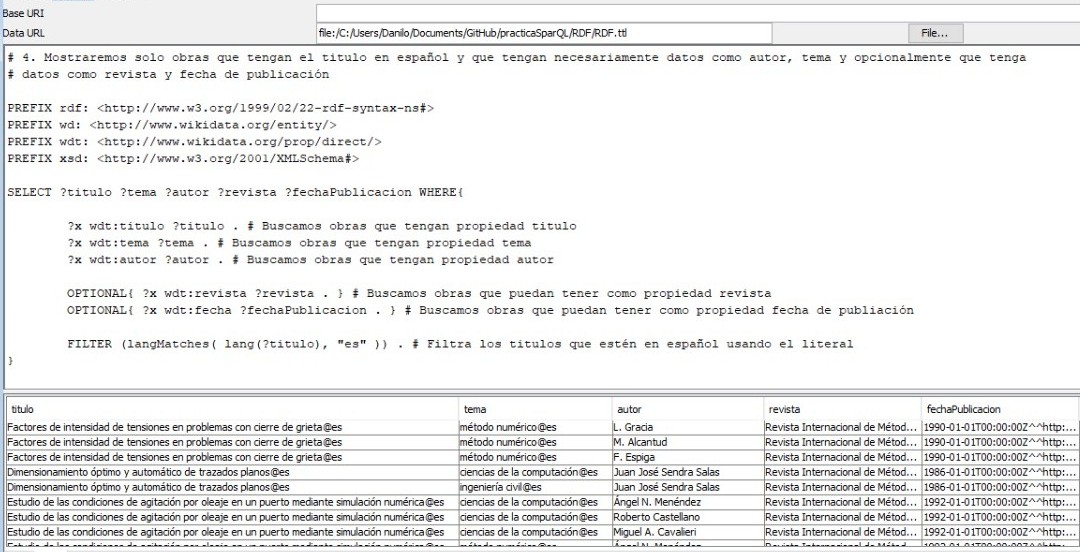 Base URI
Data URL file:/C:/Users/Danilo/Documents/GitHub/practicaSparQL/RDF/RDF.ttl File...
# 4. Mostraremos solo obras que tengan el titulo en español y que tengan necesariamente datos como autor, tema y opcionalmente que tenga
# datos como revista y fecha de publicación
PREFIX rdf: <http://www.w3.org/1999/02/22-rdf-syntax-ns#>
PREFIX wd: <http://www.wikidata.org/entity/>
PREFIX wdt: <http://www.wikidata.org/prop/direct/>
PREFIX xsd: <http://www.w3.org/2001/XMLSchema#>
SELECT ?titulo ?tema ?autor ?revista ?fechaPublicacion WHERE{
?x wdt:titulo ?titulo . # Buscamos obras que tengan propiedad titulo
?x wdt:tema ?tema . # Buscamos obras que tengan propiedad tema
?x wdt:autor ?autor . # Buscamos obras que tengan propiedad autor
OPTIONAL{ ?x wdt:revista ?revista . } # Buscamos obras que puedan tener como propiedad revista
OPTIONAL{ ?x wdt:fecha ?fechaPublicacion . } # Buscamos obras que puedan tener como propiedad fecha de publiación
FILTER (langMatches( lang(?titulo), "es" )) . # Filtra los titulos que estén en español usando el literal
}
titulo tema autor revista fechaPublicacion
Factores de intensidad de tensiones en problemas con cierre de grieta@es método numérico@es L. Gracia Revista Internacional de Métod... 1990-01-01T00:00:00Z^^http:...
Factores de intensidad de tensiones en problemas con cierre de grieta@es método numérico@es M. Alcantud Revista Internacional de Métod... 1990-01-01T00:00:00Z^^http:...
Factores de intensidad de tensiones en problemas con cierre de grieta@es método numérico@es F. Espiga Revista Internacional de Métod... 1990-01-01T00:00:00Z^^http:...
Dimensionamiento óptimo y automático de trazados planos@es ciencias de la computación@es Juan José Sendra Salas Revista Internacional de Métod... 1986-01-01T00:00:00Z^^http:...
Dimensionamiento óptimo y automático de trazados planos@es ingeniería civil@es Juan José Sendra Salas Revista Internacional de Métod... 1986-01-01T00:00:00Z^^http:...
Estudio de las condiciones de agitación por oleaje en un puerto mediante simulación numérica@es ciencias de la computación@es Ángel N. Menéndez Revista Internacional de Métod... 1992-01-01T00:00:00Z^^http:...
Estudio de las condiciones de agitación por oleaje en un puerto mediante simulación numérica@es ciencias de la computación@es Roberto Castellano Revista Internacional de Métod... 1992-01-01T00:00:00Z^^http:...
Estudio de las condiciones de agitación por oleaje en un puerto mediante simulación numérica@es ciencias de la computación@es Miguel A. Cavalieri Revista Internacional de Métod... 1992-01-01T00:00:00Z^^http:...